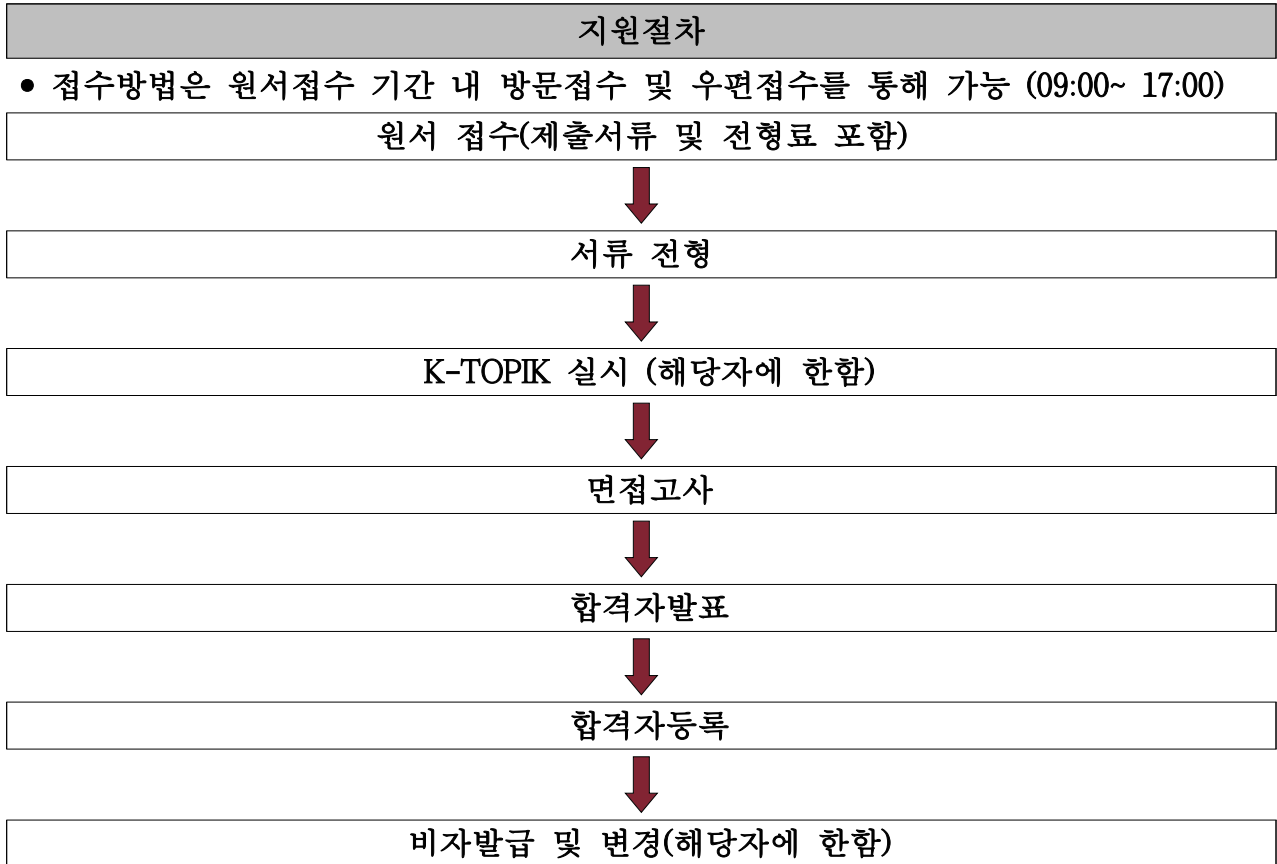 지원절차
• 접수방법은 원서접수 기간 내 방문접수 및 우편접수를 통해 가능 (09:00~ 17:00)
원서 접수(제출서류 및 전형료 포함)
서류 전형
K-TOPIK 실시 (해당자에 한함)
면접고사
합격자발표
합격자등록
비자발급 및 변경(해당자에 한함)